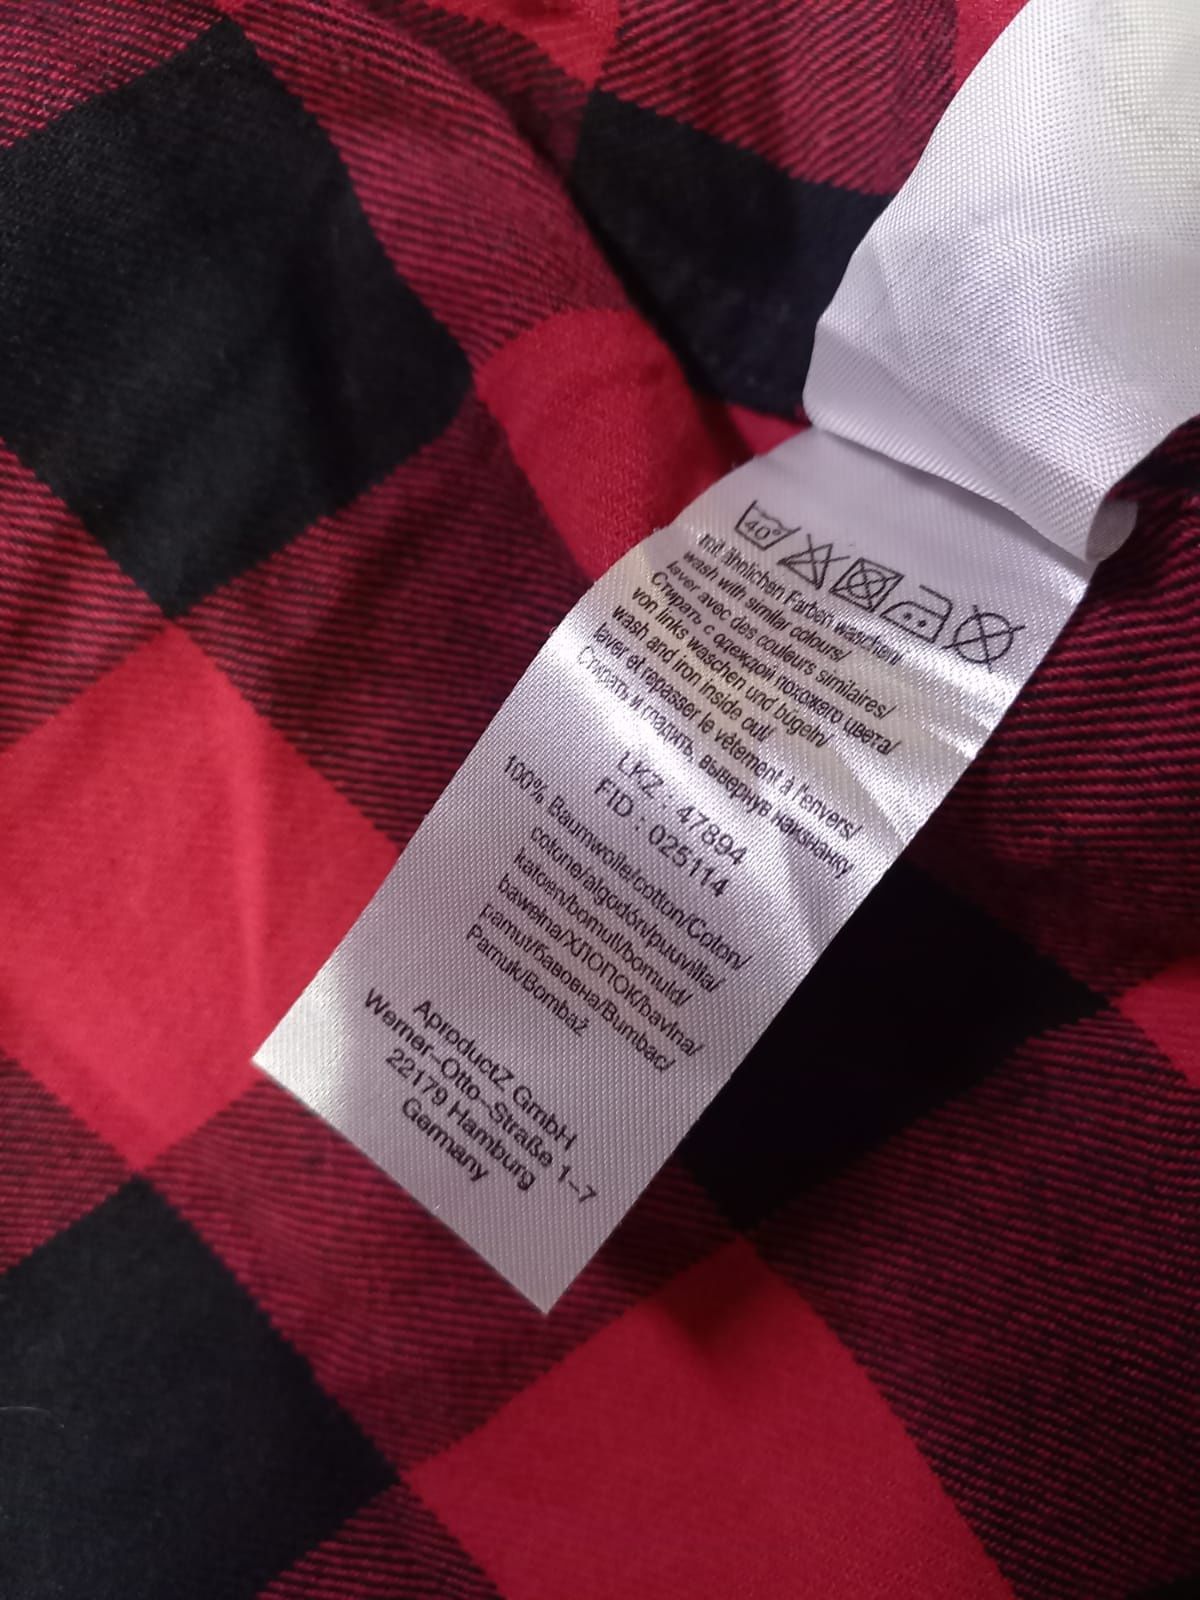 40°
mit ähnlichen Farben waschen/
wash with similar colours/
laver avec des couleurs similaires/
Стирать с одеждой похожего цвета/
von links waschen und bügeln/
wash and iron inside out/
laver et repasser le vêtement à l'envers/
Стирать и гладить, вывернув наизнанку
LKZ : 47894
FID : 025114
100% Baumwolle/cotton/Coton/
cotone/algodón/puuvilla/
katoen/bomull/bomuld/
bawełna/ХЛОПОК/bavlna/
pamut/бавовна/Bumbac/
Pamuk/Bombaž
AproductZ GmbH
Werner-Otto-Straße 1-7
22179 Hamburg
Germany